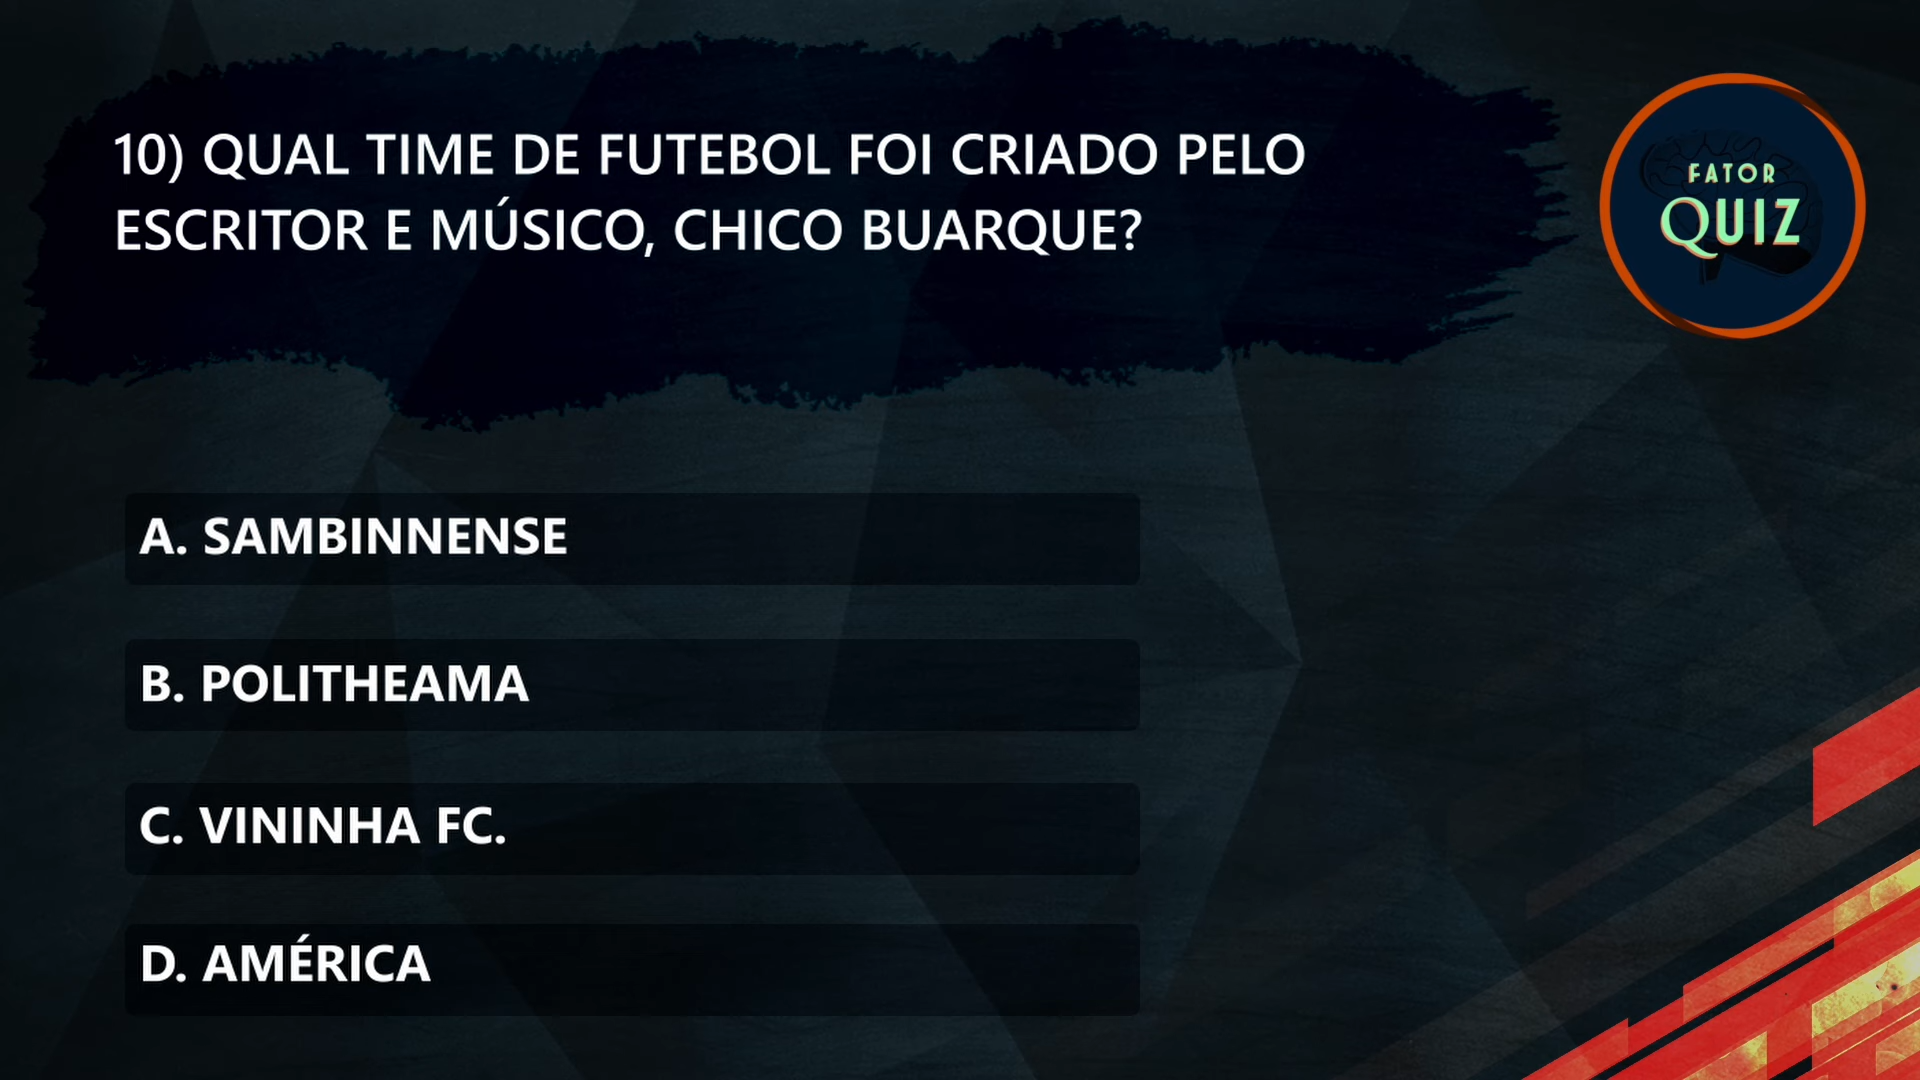 10) QUAL TIME DE FUTEBOL FOI CRIADO PELO
ESCRITOR E MÚSICO, CHICO BUARQUE?
FATOR
QUIZ
A. SAMBINNENSE
B. POLITHEAMA
C. VININHA FC.
D. AMÉRICA